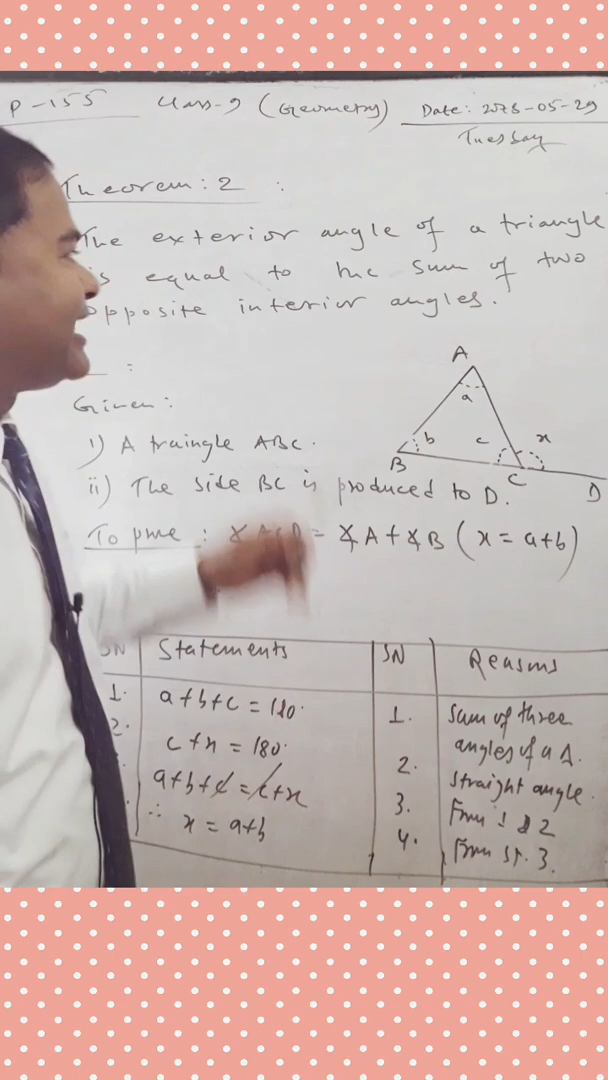 P-155 Class-9 (Geometry) Date: 2078-05-29
Tuesday
Theorem: 2 :
The exterior angle of a triangle
is equal to the sum of two
opposite interior angles.
:
Given:
i) A traingle ABC.
ii) The side BC is produced to D.
A
a
b
c
x
B
C
D
To prove : ∡ACD = ∡A + ∡B (x = a+b)
SN Statements SN Reasons
1. a+b+c = 180. 1. Sum of three
angles of a Δ.
2. c+x = 180. 2. straight angle.
a+b+c = c+x 3. From 1 & 2
∴ x = a+b 4. From st. 3.